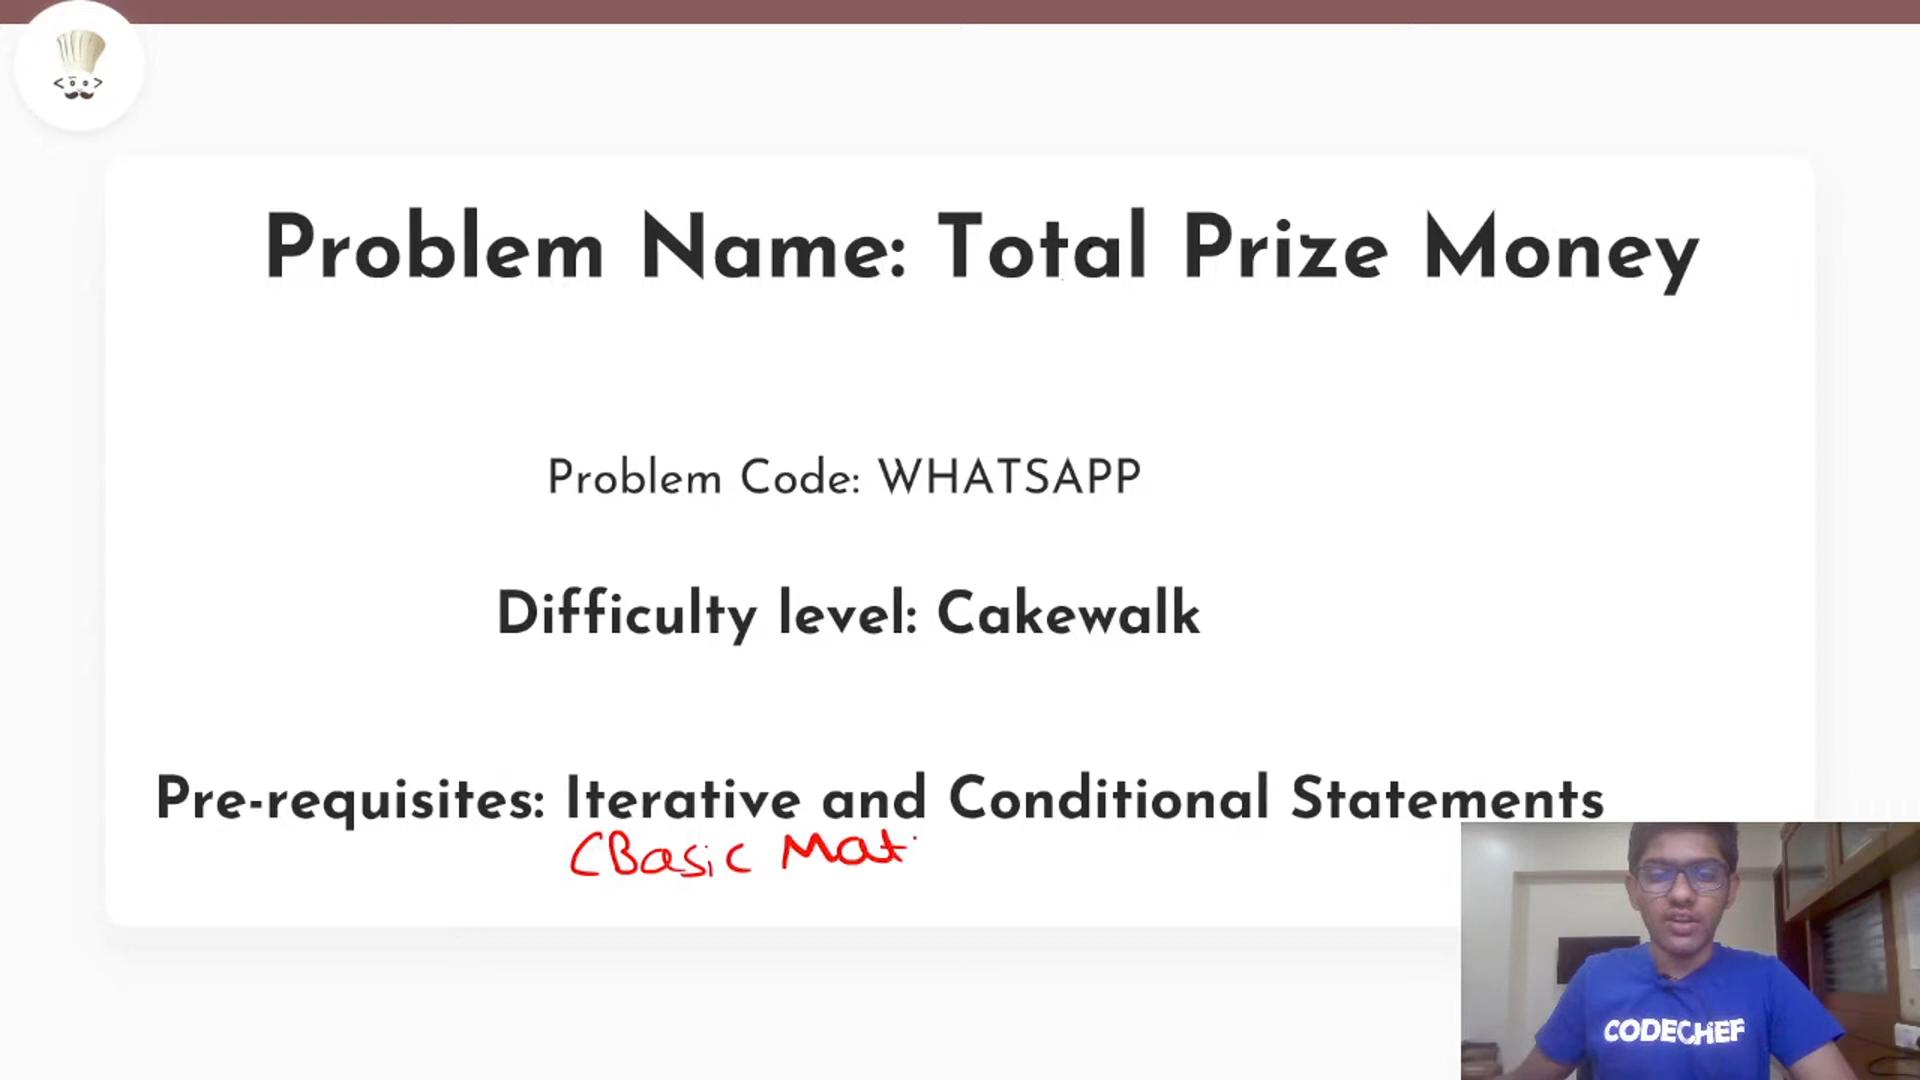 Problem Name: Total Prize Money
Problem Code: WHATSAPP
Difficulty level: Cakewalk
Pre-requisites: Iterative and Conditional Statements
(Basic Mat
CODECHEF